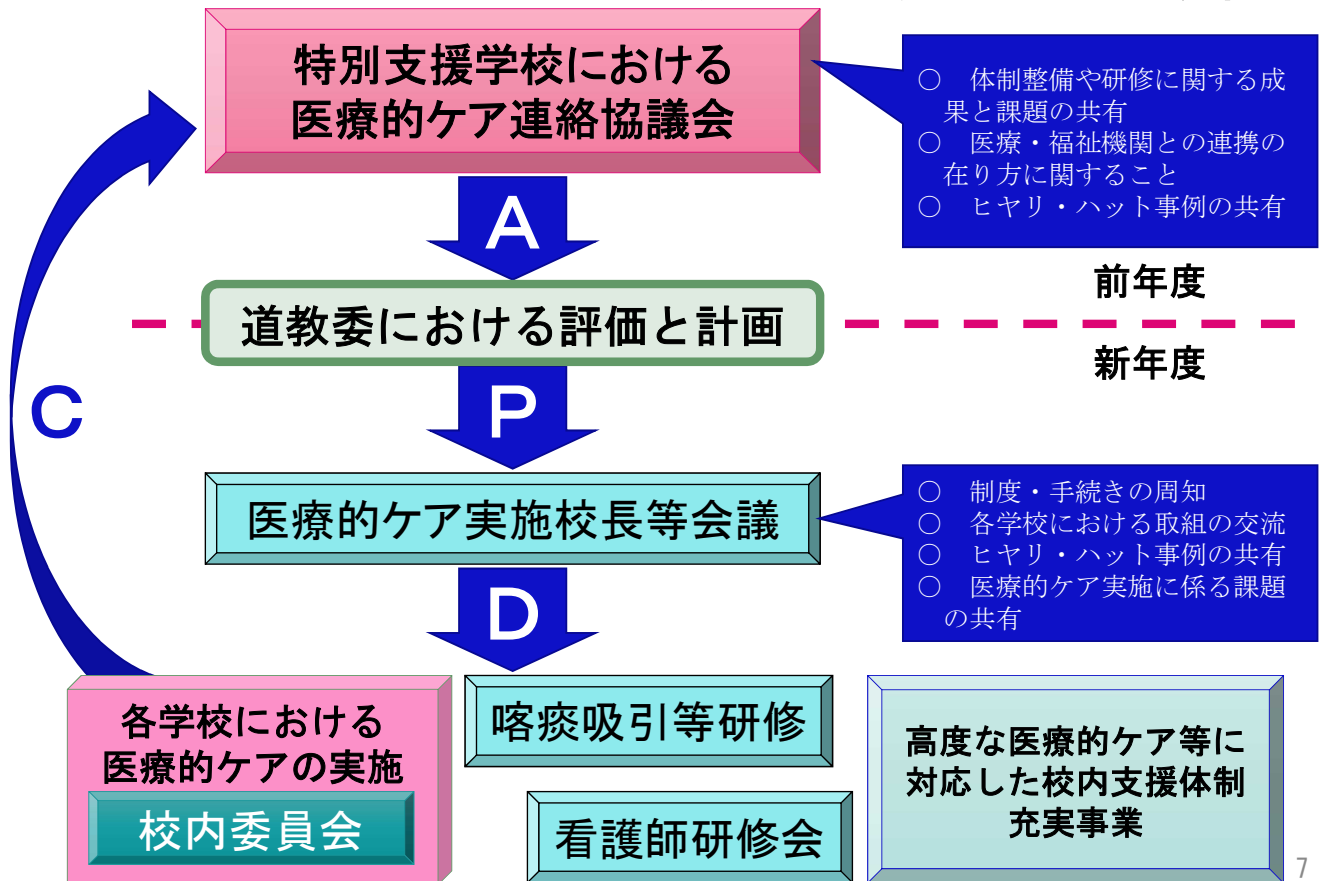 特別支援学校における
医療的ケア連絡協議会
○　体制整備や研修に関する成
果と課題の共有
○　医療・福祉機関との連携の
在り方に関すること
○　ヒヤリ・ハット事例の共有
A
前年度
道教委における評価と計画
新年度
C
P
医療的ケア実施校長等会議
○　制度・手続きの周知
○　各学校における取組の交流
○　ヒヤリ・ハット事例の共有
○　医療的ケア実施に係る課題
の共有
D
各学校における
医療的ケアの実施
校内委員会
喀痰吸引等研修
看護師研修会
高度な医療的ケア等に
対応した校内支援体制
充実事業
7